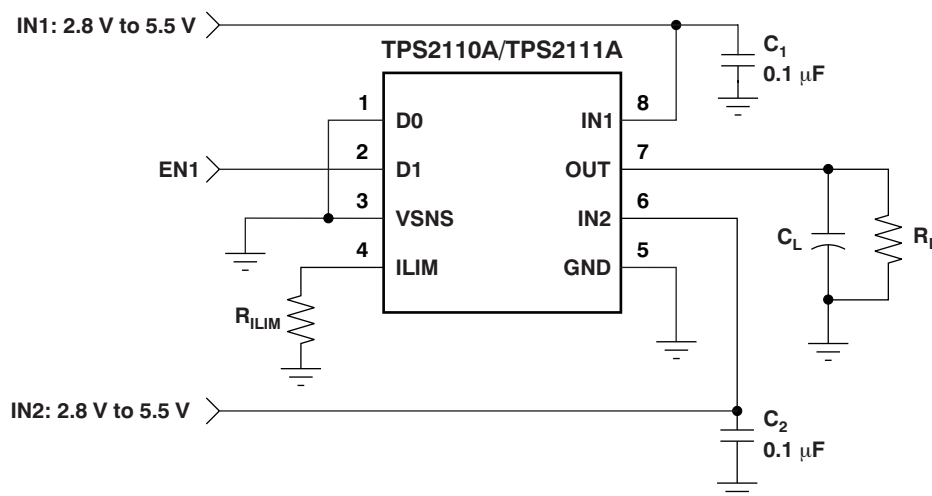 IN1: 2.8 V to 5.5 V
TPS2110A/TPS2111A
C1
0.1 μF
1
D0
IN1
8
EN1
2
D1
OUT
7
3
VSNS
IN2
6
4
ILIM
GND
5
CL
RILIM
IN2: 2.8 V to 5.5 V
C2
0.1 μF